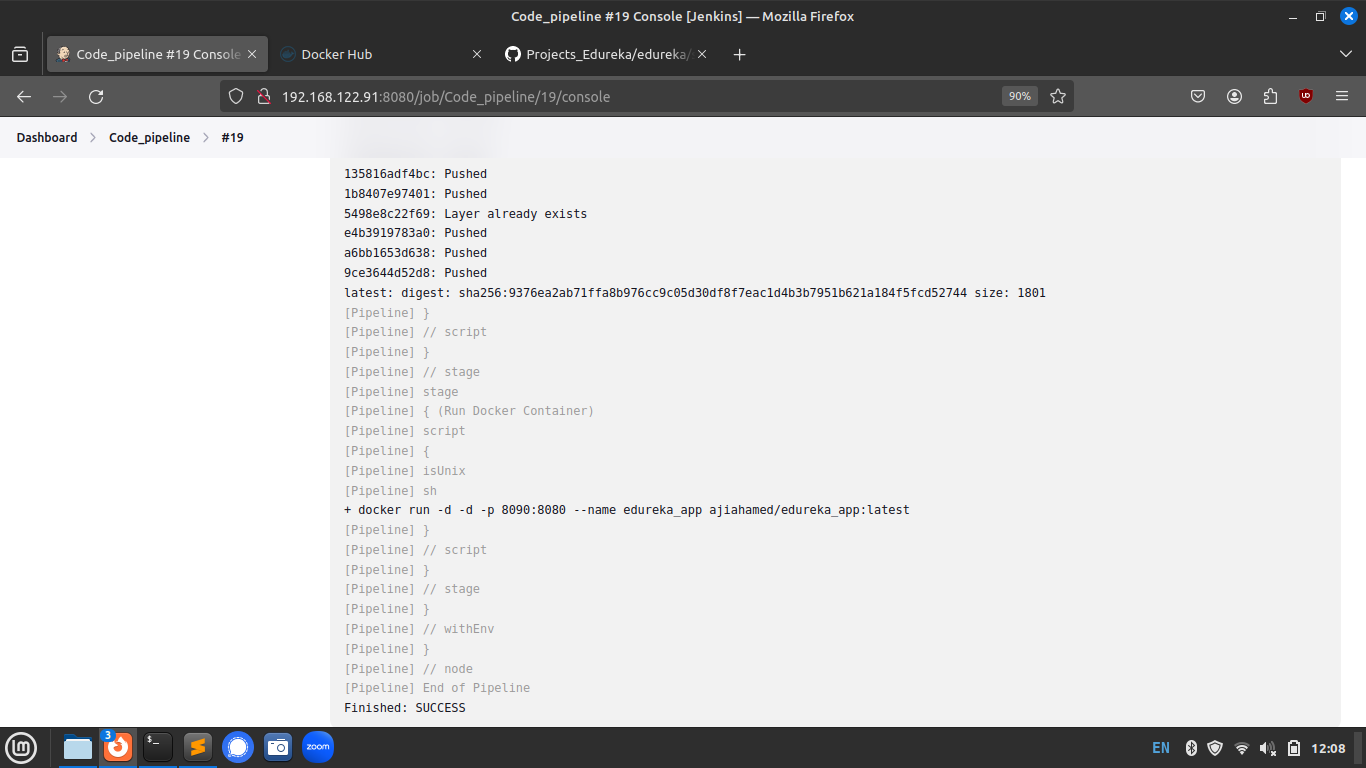 Code_pipeline #19 Console [Jenkins] — Mozilla Firefox
Code_pipeline #19 Console
Docker Hub
Projects_Edureka/edureka/
192.168.122.91:8080/job/Code_pipeline/19/console
90%
Dashboard
Code_pipeline
#19
135816adf4bc: Pushed
1b8407e97401: Pushed
5498e8c22f69: Layer already exists
e4b3919783a0: Pushed
a6bb1653d638: Pushed
9ce3644d52d8: Pushed
latest: digest: sha256:9376ea2ab71ffa8b976cc9c05d30df8f7eac1d4b3b7951b621a184f5fcd52744 size: 1801
[Pipeline] }
[Pipeline] // script
[Pipeline] }
[Pipeline] // stage
[Pipeline] stage
[Pipeline] { (Run Docker Container)
[Pipeline] script
[Pipeline] {
[Pipeline] isUnix
[Pipeline] sh
+ docker run -d -d -p 8090:8080 --name edureka_app ajiahamed/edureka_app:latest
[Pipeline] }
[Pipeline] // script
[Pipeline] }
[Pipeline] // stage
[Pipeline] }
[Pipeline] // withEnv
[Pipeline] }
[Pipeline] // node
[Pipeline] End of Pipeline
Finished: SUCCESS
3
zoom
EN
12:08